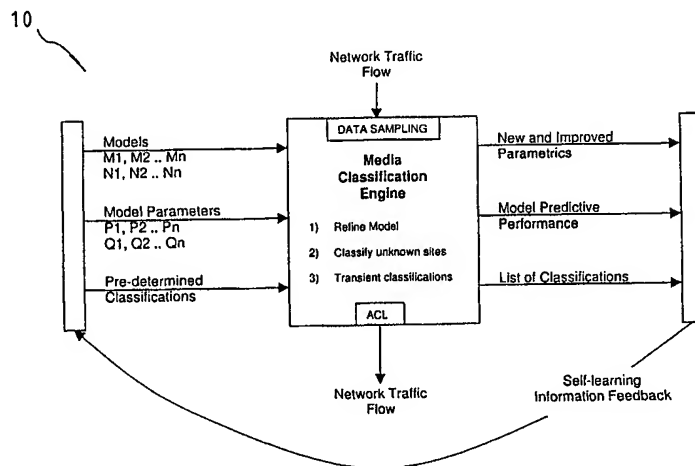 10
Network Traffic
Flow
DATA SAMPLING
Models
M1, M2 .. Mn
N1, N2 .. Nn
Model Parameters
P1, P2 .. Pn
Q1, Q2 .. Qn
Pre-determined
Classifications
Media
Classification
Engine
1) Refine Model
2) Classify unknown sites
3) Transient classifications
ACL
New and Improved
Parametrics
Model Predictive
Performance
List of Classifications
Network Traffic
Flow
Self-learning
Information Feedback